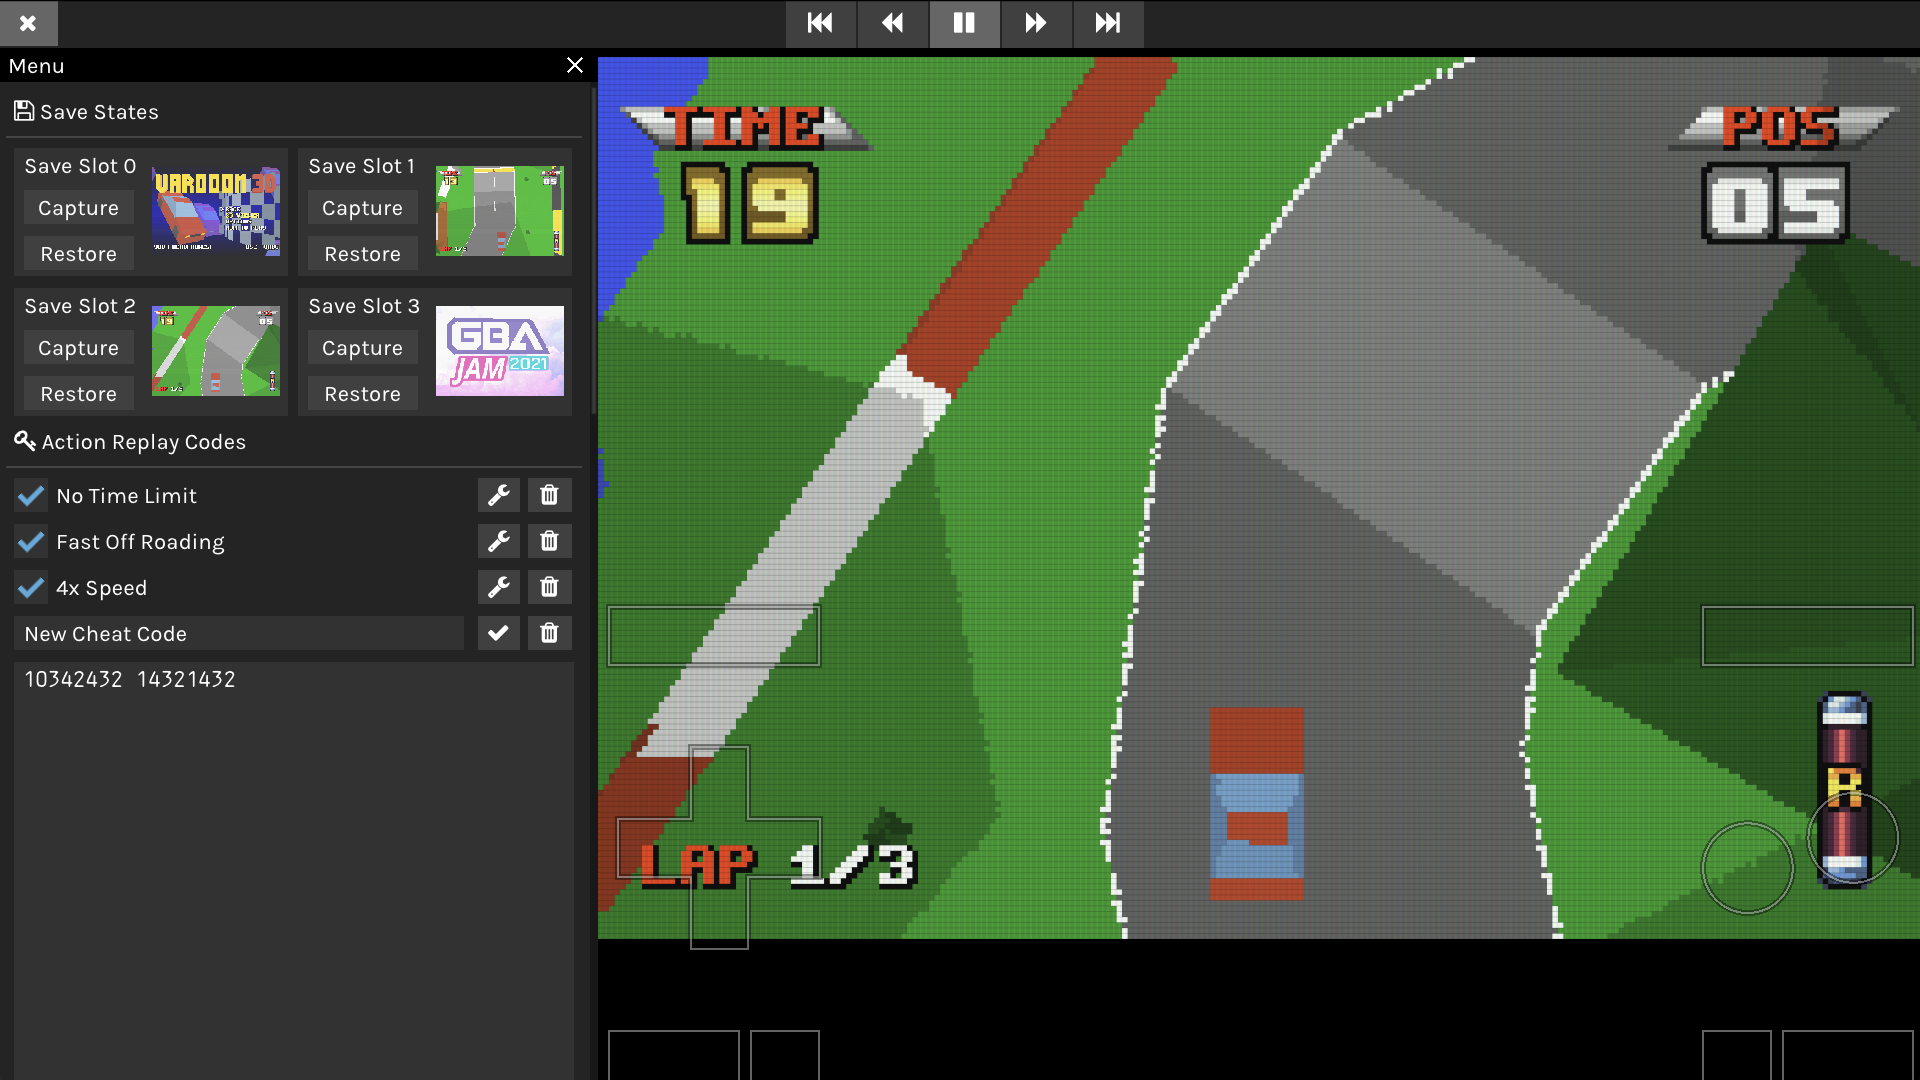 Menu
Save States
Save Slot 0
Capture
Restore
VAROOOM 3D
Save Slot 1
Capture
Restore
Save Slot 2
Capture
Restore
19
05
Save Slot 3
Capture
Restore
GBA
JAM 2021
Action Replay Codes
No Time Limit
Fast Off Roading
4x Speed
New Cheat Code
10342432 14321432
TIME
19
POS
05
R
LAP 1/3